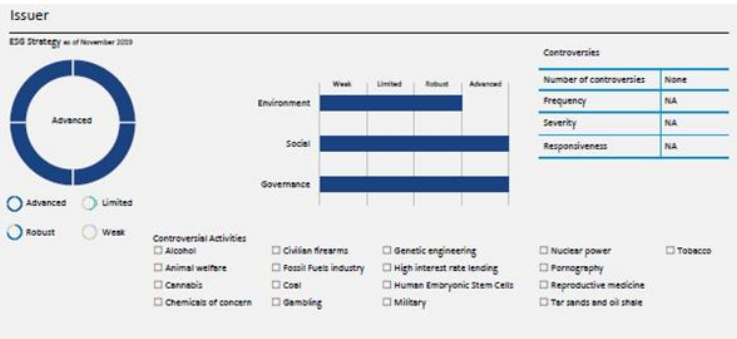 Issuer
ESG Strategy as of November 2019
Advanced
Advanced Limited
Robust Weak
Weak Limited Robust Advanced
Environment
Social
Governance
Controversies
Number of controversies None
Frequency NA
Severity NA
Responsiveness NA
Controversial Activities
Alcohol Civilian firearms Genetic engineering Nuclear power Tobacco
Animal welfare Fossil Fuels industry High interest rate lending Pornography
Cannabis Coal Human Embryonic Stem Cells Reproductive medicine
Chemicals of concern Gambling Military Tar sands and oil shale